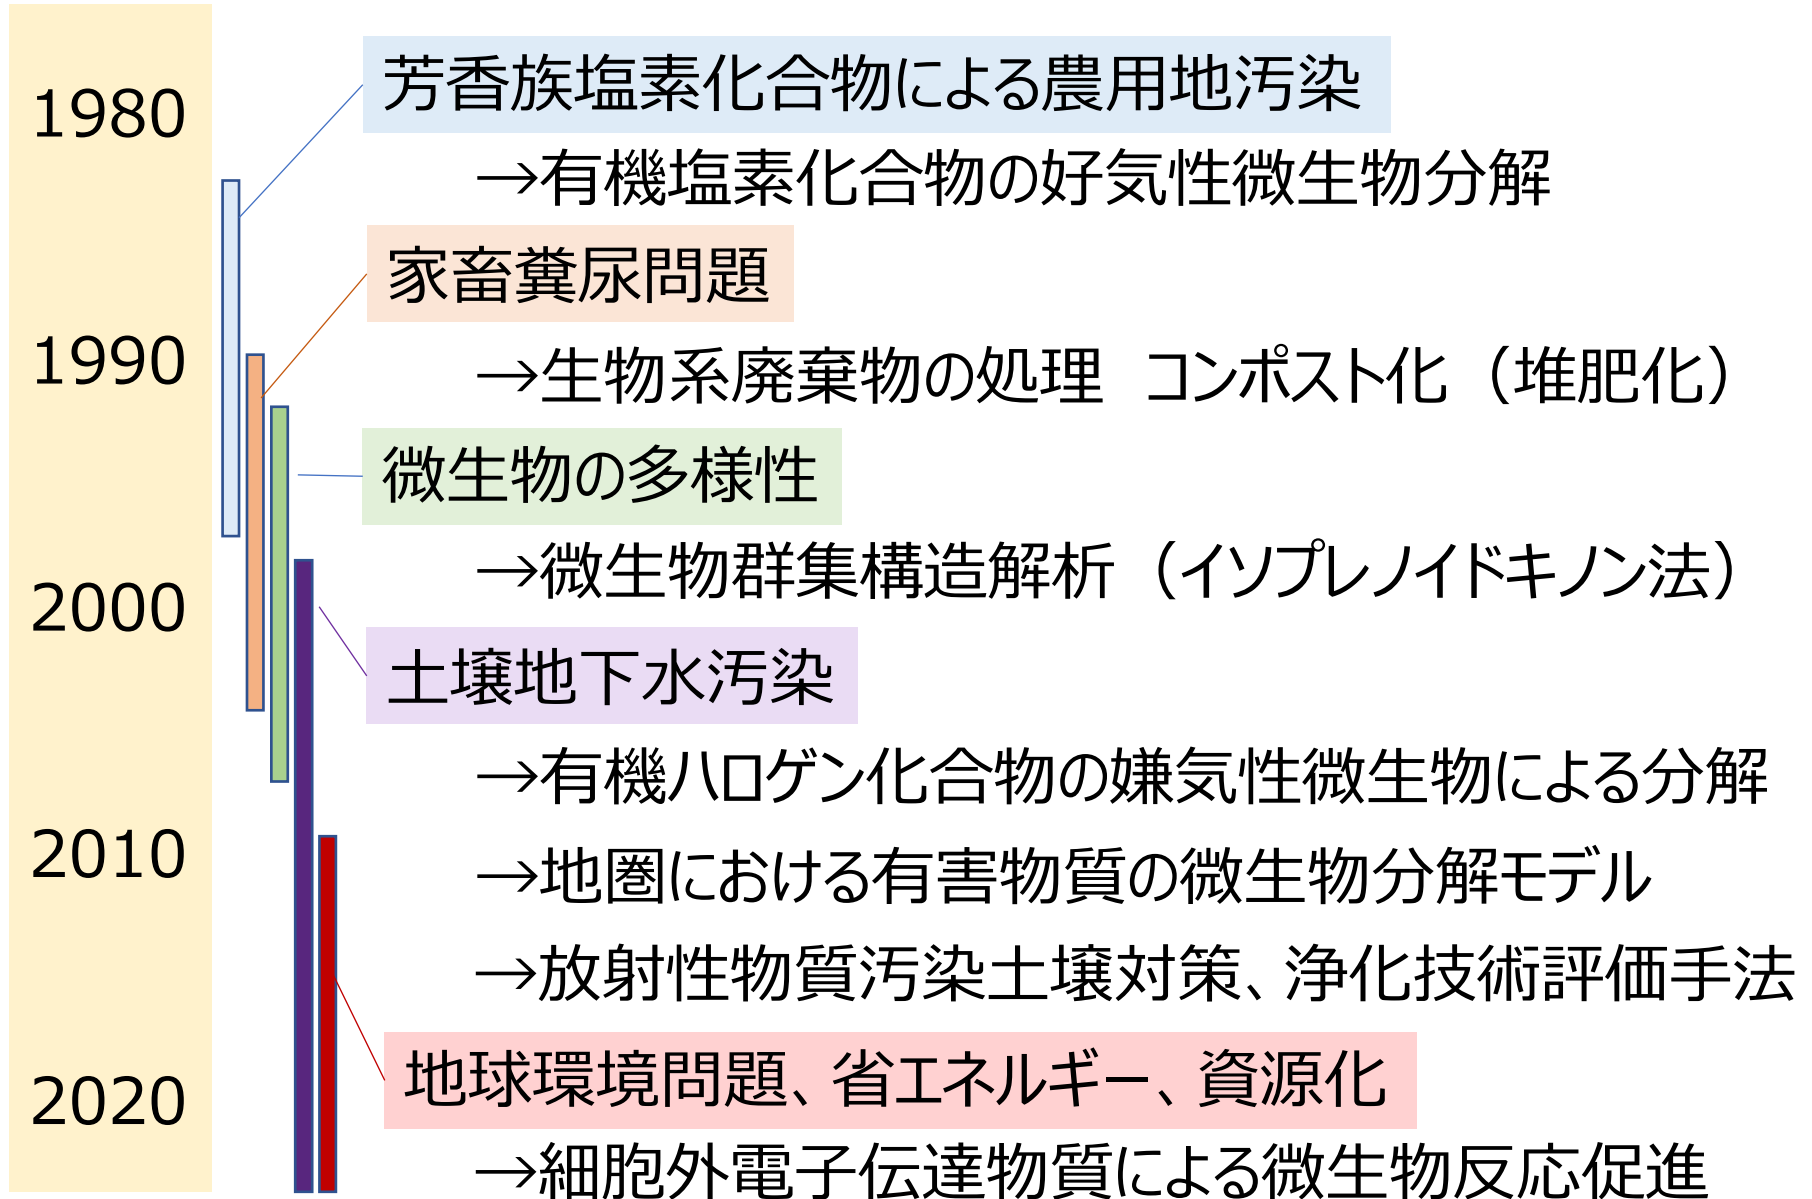 1980
芳香族塩素化合物による農用地汚染
→有機塩素化合物の好気性微生物分解
家畜糞尿問題
1990
→生物系廃棄物の処理　コンポスト化（堆肥化）
微生物の多様性
→微生物群集構造解析（イソプレノイドキノン法）
2000
土壌地下水汚染
→有機ハロゲン化合物の嫌気性微生物による分解
2010
→地圏における有害物質の微生物分解モデル
→放射性物質汚染土壌対策、浄化技術評価手法
地球環境問題、省エネルギー、資源化
2020
→細胞外電子伝達物質による微生物反応促進